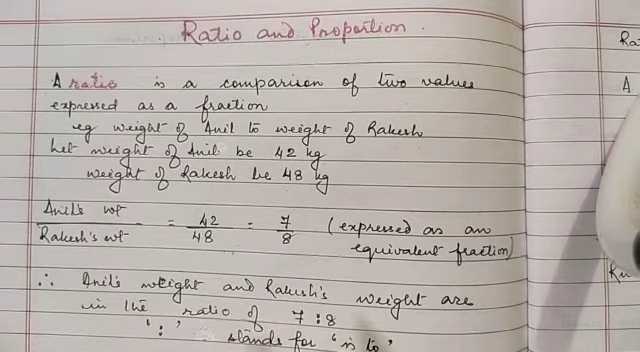 Ratio and Proportion.
A ratio is a comparison of two values
expressed as a fraction
eg weight of Anil to weight of Rakesh
Let weight of Anil be 42 kg
weight of Rakesh be 48 kg
Anil's wt / Rakesh's wt = 42/48 = 7/8 (expressed as an
equivalent fraction)
∴ Anil's weight and Rakesh's weight are
in the ratio of 7:8
':' stands for 'is to'
Ra
A